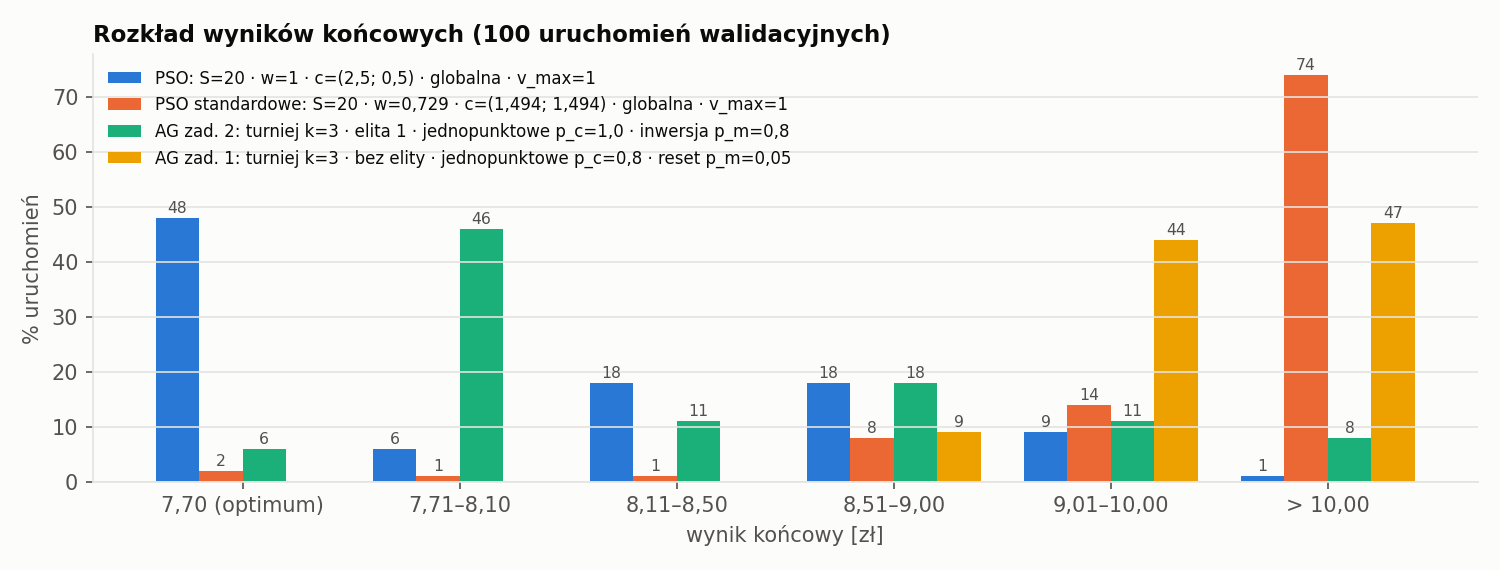 Rozkład wyników końcowych (100 uruchomień walidacyjnych)
PSO: S=20 · w=1 · c=(2,5; 0,5) · globalna · v_max=1
PSO standardowe: S=20 · w=0,729 · c=(1,494; 1,494) · globalna · v_max=1
AG zad. 2: turniej k=3 · elita 1 · jednopunktowe p_c=1,0 · inwersja p_m=0,8
AG zad. 1: turniej k=3 · bez elity · jednopunktowe p_c=0,8 · reset p_m=0,05
% uruchomień
70
60
50
40
30
20
10
0
48 2 6
6 1 46
18 1 11
18 8 18 9
9 14 11 44
1 74 8 47
7,70 (optimum) 7,71–8,10 8,11–8,50 8,51–9,00 9,01–10,00 > 10,00
wynik końcowy [zł]